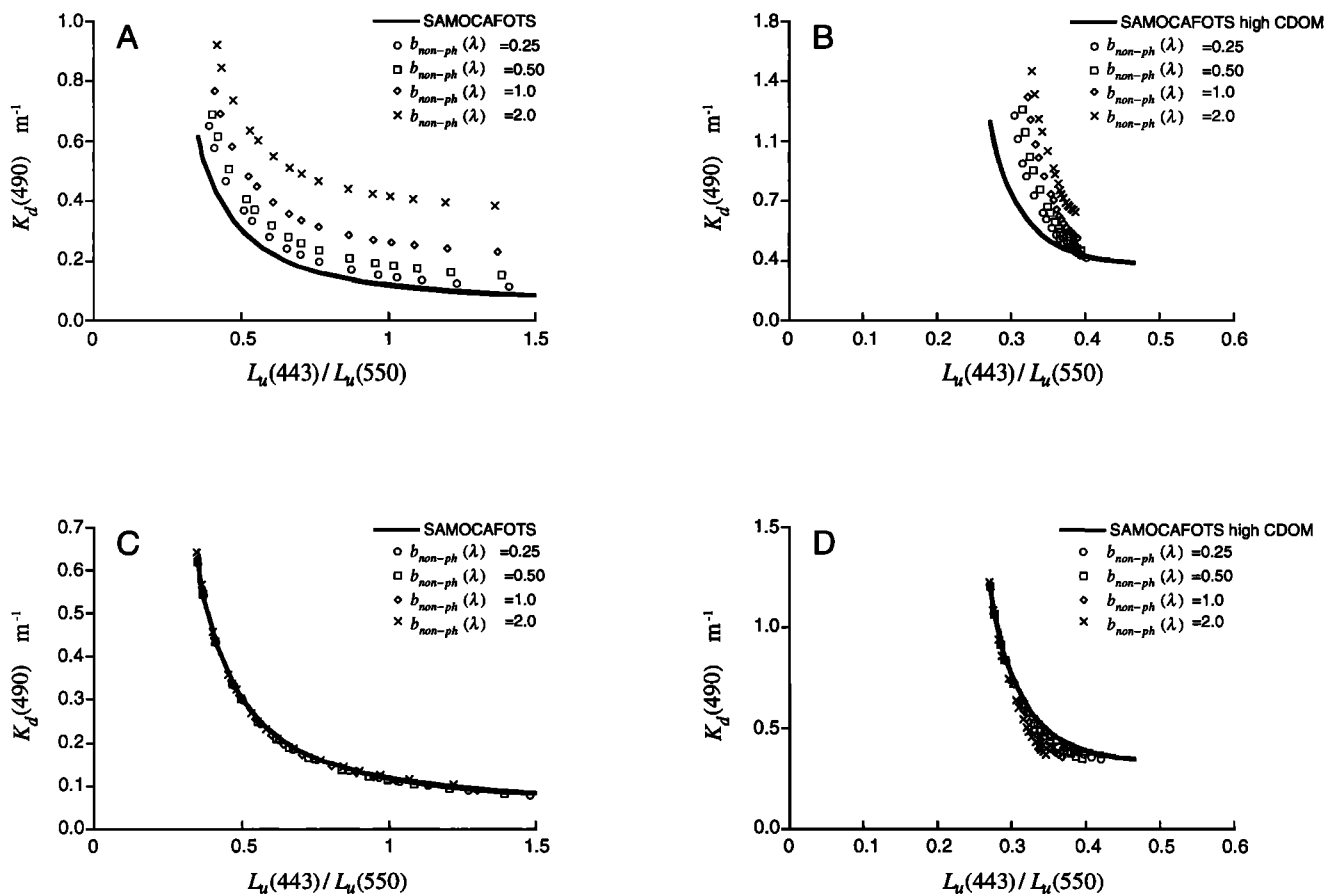 A
SAMOCAFOTS
b_non-ph (λ) =0.25
b_non-ph (λ) =0.50
b_non-ph (λ) =1.0
b_non-ph (λ) =2.0
K_d(490) m⁻¹
1.0
0.8
0.6
0.4
0.2
0.0
0
0.5
1
1.5
L_u(443) / L_u(550)
B
SAMOCAFOTS high CDOM
b_non-ph (λ) =0.25
b_non-ph (λ) =0.50
b_non-ph (λ) =1.0
b_non-ph (λ) =2.0
K_d(490) m⁻¹
1.8
1.4
1.1
0.7
0.4
0.0
0.0
0.1
0.2
0.3
0.4
0.5
0.6
L_u(443) / L_u(550)
C
SAMOCAFOTS
b_non-ph (λ) =0.25
b_non-ph (λ) =0.50
b_non-ph (λ) =1.0
b_non-ph (λ) =2.0
K_d(490) m⁻¹
0.7
0.6
0.5
0.4
0.3
0.2
0.1
0.0
0
0.5
1
1.5
L_u(443) / L_u(550)
D
SAMOCAFOTS high CDOM
b_non-ph (λ) =0.25
b_non-ph (λ) =0.50
b_non-ph (λ) =1.0
b_non-ph (λ) =2.0
K_d(490) m⁻¹
1.5
1.0
0.5
0.0
0.0
0.1
0.2
0.3
0.4
0.5
0.6
L_u(443) / L_u(550)